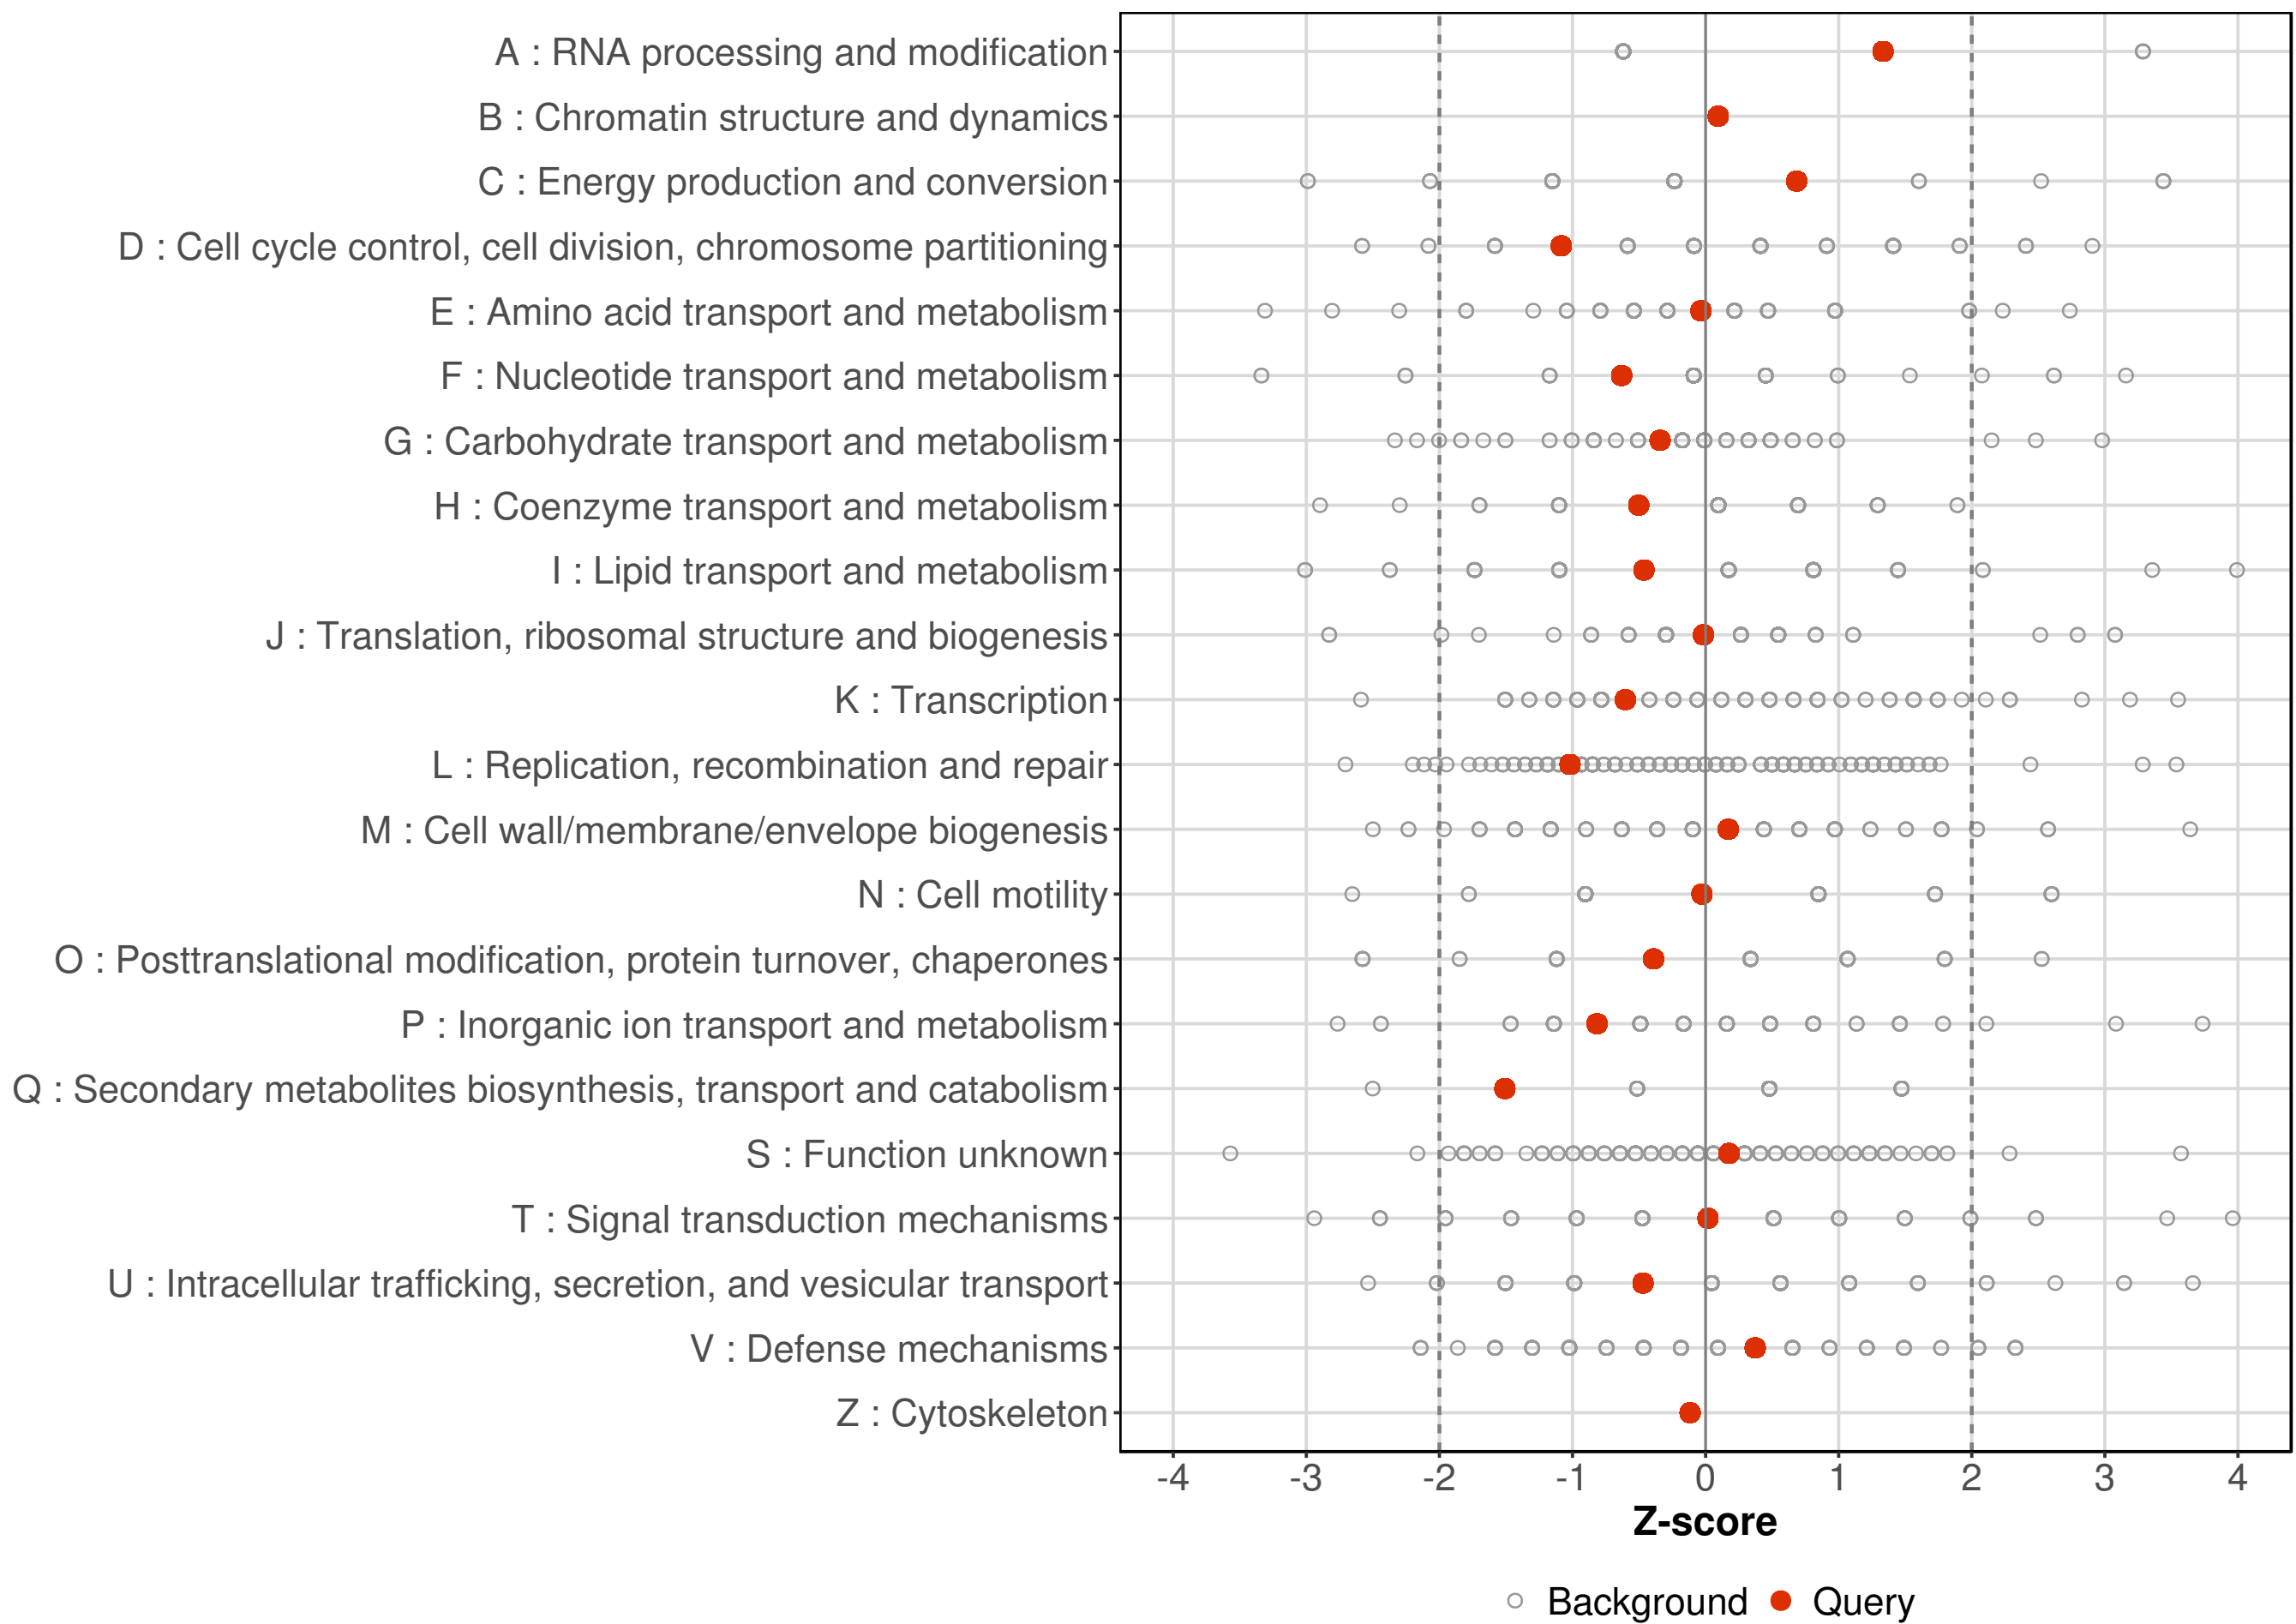 A : RNA processing and modification
B : Chromatin structure and dynamics
C : Energy production and conversion
D : Cell cycle control, cell division, chromosome partitioning
E : Amino acid transport and metabolism
F : Nucleotide transport and metabolism
G : Carbohydrate transport and metabolism
H : Coenzyme transport and metabolism
I : Lipid transport and metabolism
J : Translation, ribosomal structure and biogenesis
K : Transcription
L : Replication, recombination and repair
M : Cell wall/membrane/envelope biogenesis
N : Cell motility
O : Posttranslational modification, protein turnover, chaperones
P : Inorganic ion transport and metabolism
Q : Secondary metabolites biosynthesis, transport and catabolism
S : Function unknown
T : Signal transduction mechanisms
U : Intracellular trafficking, secretion, and vesicular transport
V : Defense mechanisms
Z : Cytoskeleton
-4 -3 -2 -1 0 1 2 3 4
Z-score
Background Query